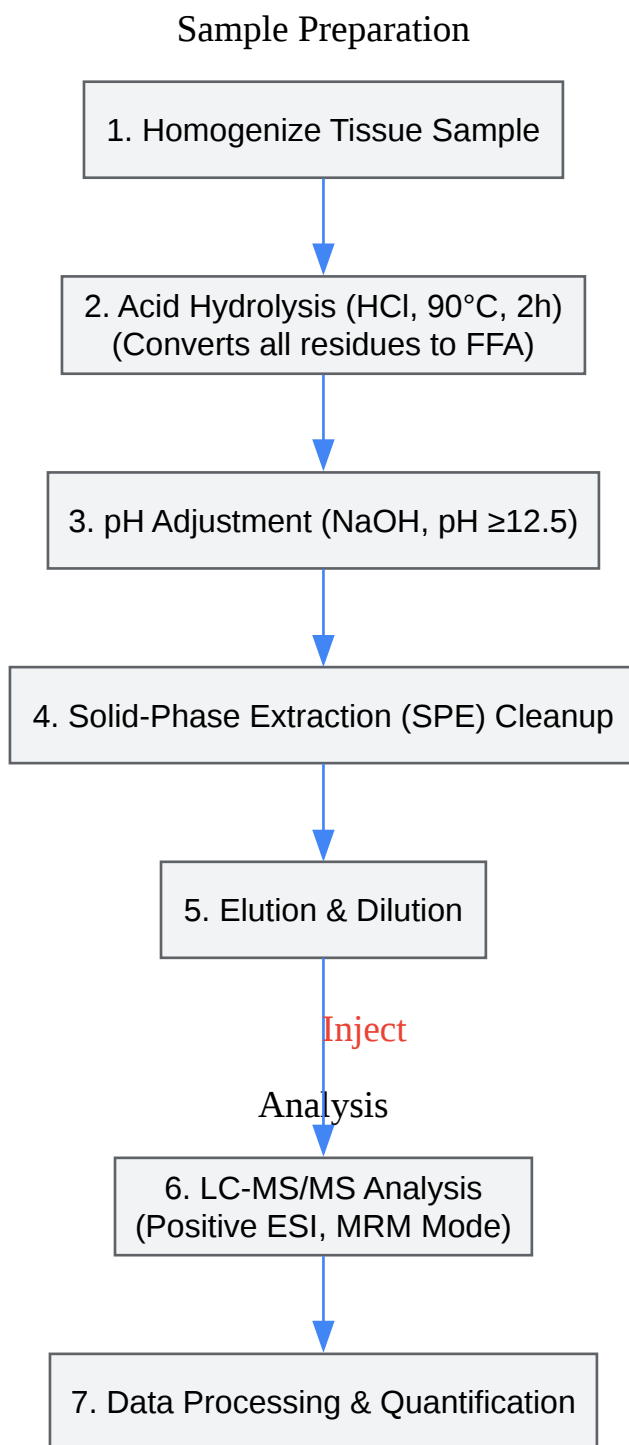 Sample Preparation
1. Homogenize Tissue Sample
2. Acid Hydrolysis (HCl, 90°C, 2h)
(Converts all residues to FFA)
3. pH Adjustment (NaOH, pH ≥12.5)
4. Solid-Phase Extraction (SPE) Cleanup
5. Elution & Dilution
Inject
Analysis
6. LC-MS/MS Analysis
(Positive ESI, MRM Mode)
7. Data Processing & Quantification